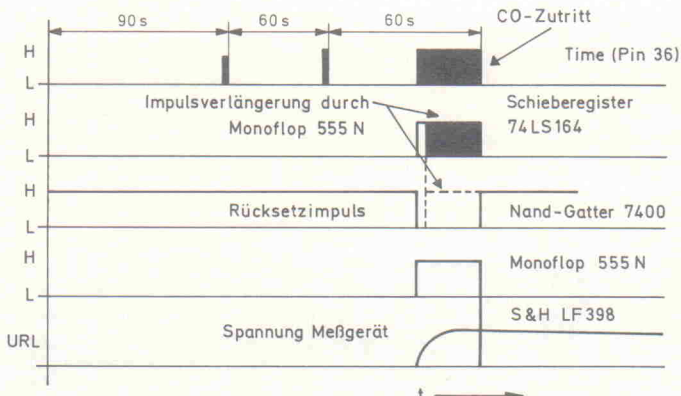 90 s 60 s 60 s
CO-Zutritt
H
Time (Pin 36)
L
Impulsverlängerung durch
Monoflop 555 N
Schieberegister
74LS164
H
L
H
Rücksetzimpuls
Nand-Gatter 7400
L
H
Monoflop 555 N
L
S&H LF398
Spannung Meßgerät
URL
t